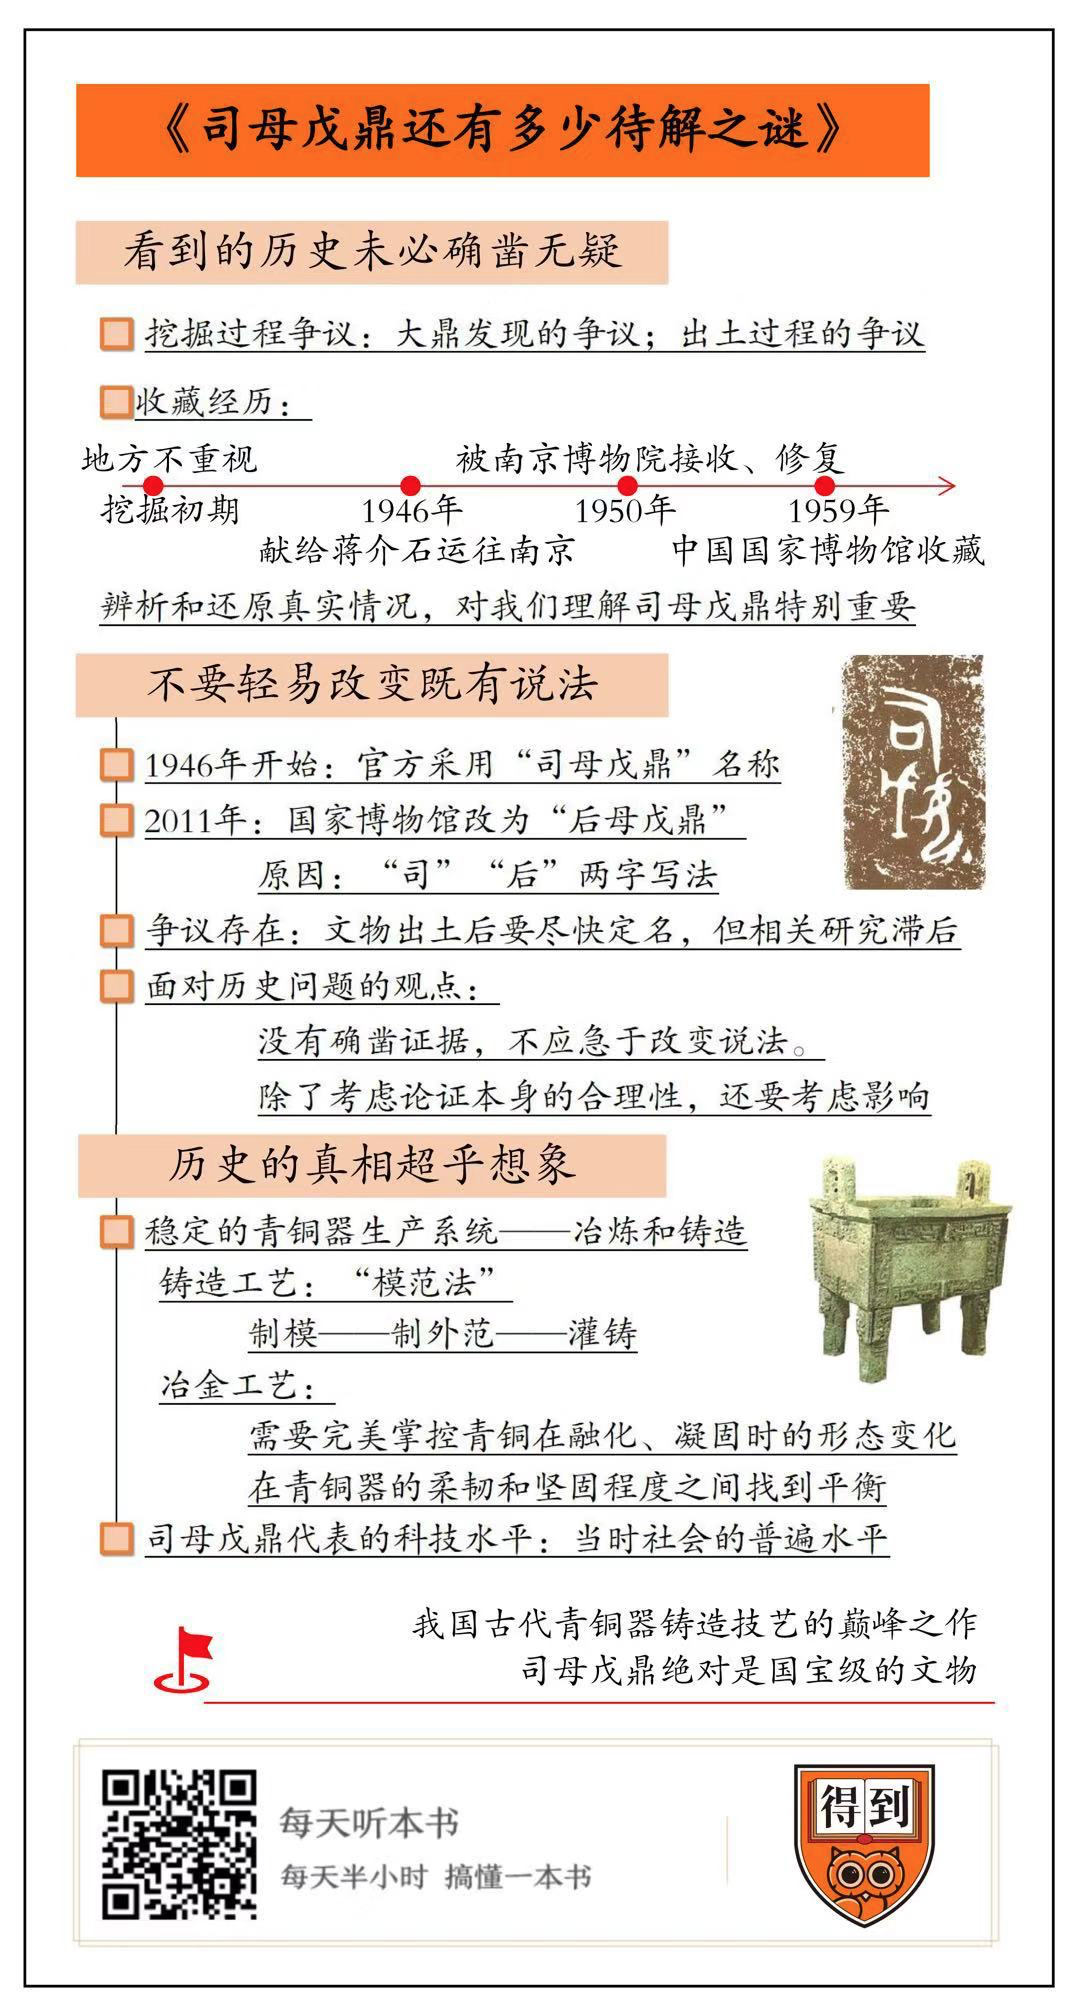 《司母戊鼎还有多少待解之谜》
看到的历史未必确凿无疑
挖掘过程争议：大鼎发现的争议；出土过程的争议
收藏经历：
地方不重视
被南京博物院接收、修复
挖掘初期
1946年
1950年
1959年
献给蒋介石运往南京
中国国家博物馆收藏
辨析和还原真实情况，对我们理解司母戊鼎特别重要
不要轻易改变既有说法
1946年开始：官方采用“司母戊鼎”名称
2011年：国家博物馆改为“后母戊鼎”
原因：“司”“后”两字写法
争议存在：文物出土后要尽快定名，但相关研究滞后
面对历史问题的观点：
没有确凿证据，不应急于改变说法。
除了考虑论证本身的合理性，还要考虑影响
历史的真相超乎想象
稳定的青铜器生产系统——冶炼和铸造
铸造工艺：“模范法”
制模——制外范——灌铸
冶金工艺：
需要完美掌控青铜在融化、凝固时的形态变化
在青铜器的柔韧和坚固程度之间找到平衡
司母戊鼎代表的科技水平：当时社会的普遍水平
我国古代青铜器铸造技艺的巅峰之作
司母戊鼎绝对是国宝级的文物
每天听本书
每天半小时 搞懂一本书
得到